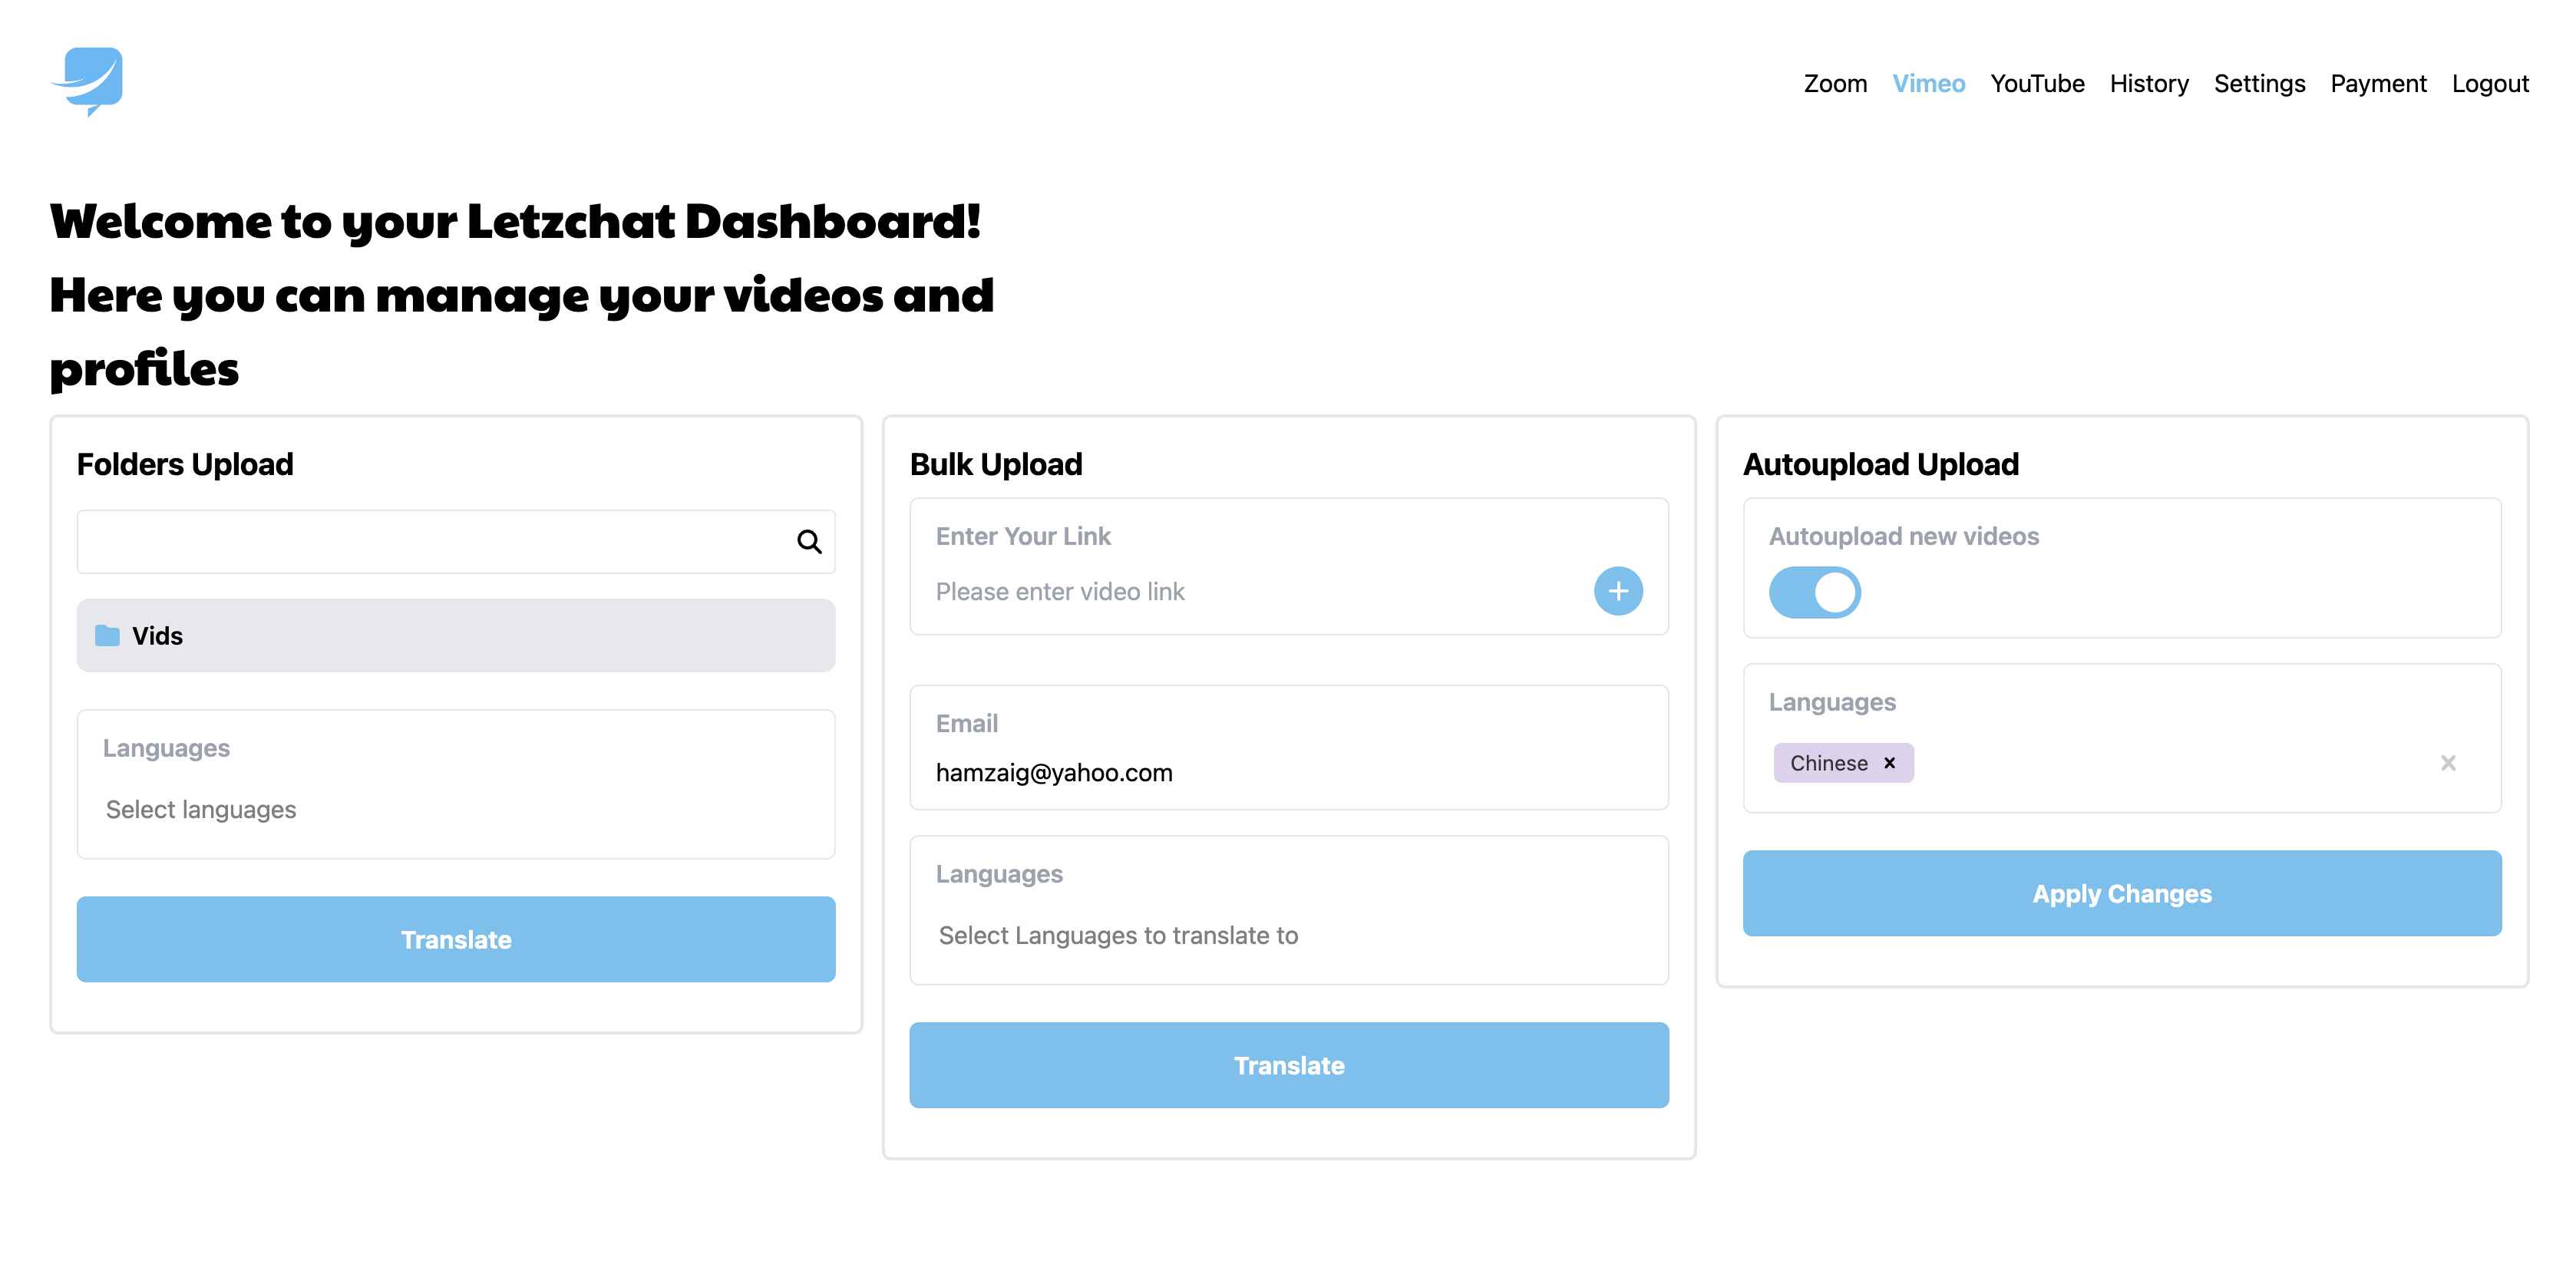 Zoom Vimeo YouTube History Settings Payment Logout
Welcome to your Letzchat Dashboard!
Here you can manage your videos and
profiles
Folders Upload
Vids
Languages
Select languages
Translate
Bulk Upload
Enter Your Link
Please enter video link
Email
hamzaig@yahoo.com
Languages
Select Languages to translate to
Translate
Autoupload Upload
Autoupload new videos
Languages
Chinese
Apply Changes